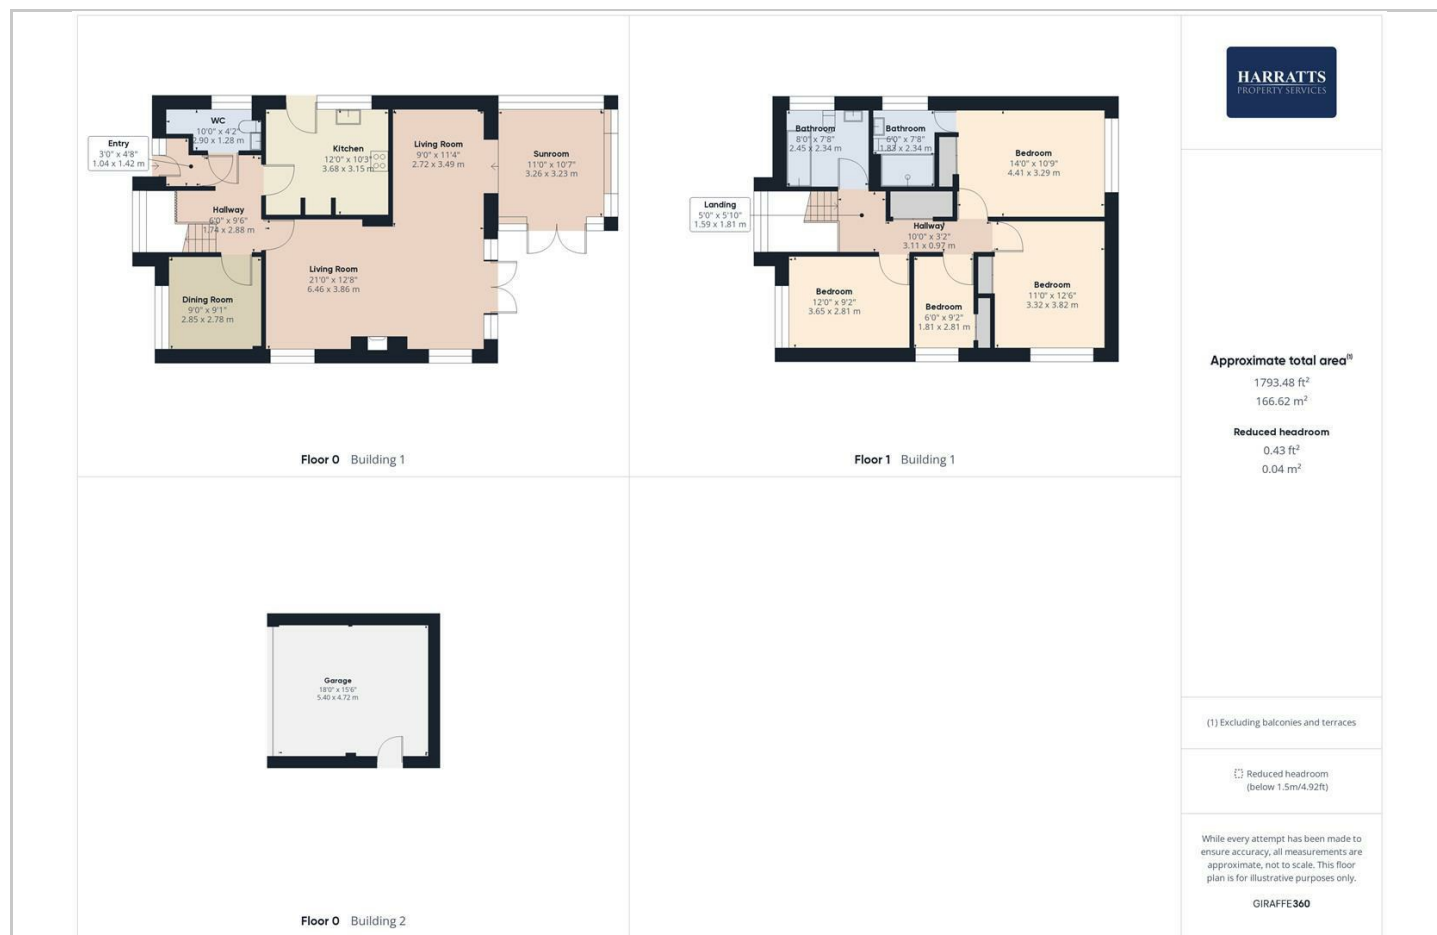 WC
10'0" x 4'2"
2.90 x 1.28 m
Entry
3'0" x 4'8"
1.04 x 1.42 m
Kitchen
12'0" x 10'3"
3.68 x 3.15 m
Living Room
9'0" x 11'4"
2.72 x 3.49 m
Sunroom
11'0" x 10'7"
3.26 x 3.23 m
Hallway
6'0" x 9'6"
1.74 x 2.88 m
Living Room
21'0" x 12'8"
6.46 x 3.86 m
Dining Room
9'0" x 9'1"
2.85 x 2.78 m
Floor 0 Building 1
Bathroom
8'0" x 7'8"
2.45 x 2.34 m
Bathroom
6'0" x 7'8"
1.83 x 2.34 m
Bedroom
14'0" x 10'9"
4.41 x 3.29 m
Landing
5'0" x 5'10"
1.59 x 1.81 m
Hallway
10'0" x 3'2"
3.11 x 0.97 m
Bedroom
12'0" x 9'2"
3.65 x 2.81 m
Bedroom
6'0" x 9'2"
1.81 x 2.81 m
Bedroom
11'0" x 12'6"
3.32 x 3.82 m
Floor 1 Building 1
Garage
18'0" x 15'6"
5.40 x 4.72 m
Floor 0 Building 2
HARRATTS
PROPERTY SERVICES
Approximate total area(1)
1793.48 ft²
166.62 m²
Reduced headroom
0.43 ft²
0.04 m²
(1) Excluding balconies and terraces
Reduced headroom
(below 1.5m/4.92ft)
While every attempt has been made to
ensure accuracy, all measurements are
approximate, not to scale. This floor
plan is for illustrative purposes only.
GIRAFFE360